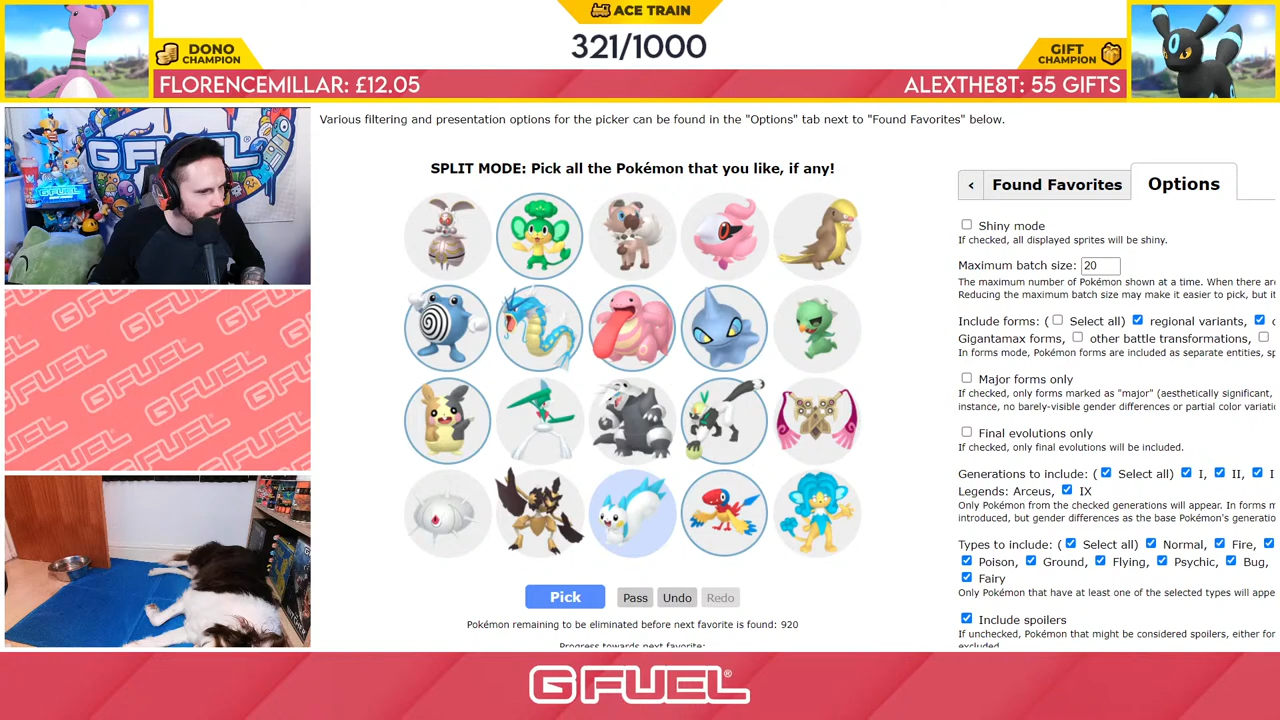 ACE TRAIN
321/1000
DONO
CHAMPION
GIFT
CHAMPION
FLORENCEMILLAR: £12.05
ALEXTHE8T: 55 GIFTS
Various filtering and presentation options for the picker can be found in the "Options" tab next to "Found Favorites" below.
SPLIT MODE: Pick all the Pokémon that you like, if any!
‹ Found Favorites Options
Shiny mode
If checked, all displayed sprites will be shiny.
Maximum batch size: 20
The maximum number of Pokémon shown at a time. When there are
Reducing the maximum batch size may make it easier to pick, but it
Include forms: ( Select all) regional variants,
Gigantamax forms, other battle transformations,
In forms mode, Pokémon forms are included as separate entities,
Major forms only
If checked, only forms marked as "major" (aesthetically significant,
instance, no barely-visible gender differences or partial color
Final evolutions only
If checked, only final evolutions will be included.
Generations to include: ( Select all) I, II, I
Legends: Arceus, IX
Only Pokémon from the checked generations will appear. In forms
introduced, but gender differences as the base Pokémon's
Types to include: ( Select all) Normal, Fire,
Poison, Ground, Flying, Psychic, Bug,
Fairy
Only Pokémon that have at least one of the selected types will
Include spoilers
If unchecked, Pokémon that might be considered spoilers, either for
excluded.
Pick Pass Undo Redo
Pokémon remaining to be eliminated before next favorite is found: 920
Progress towards next favorite:
G FUEL
G FUEL
G FUEL®